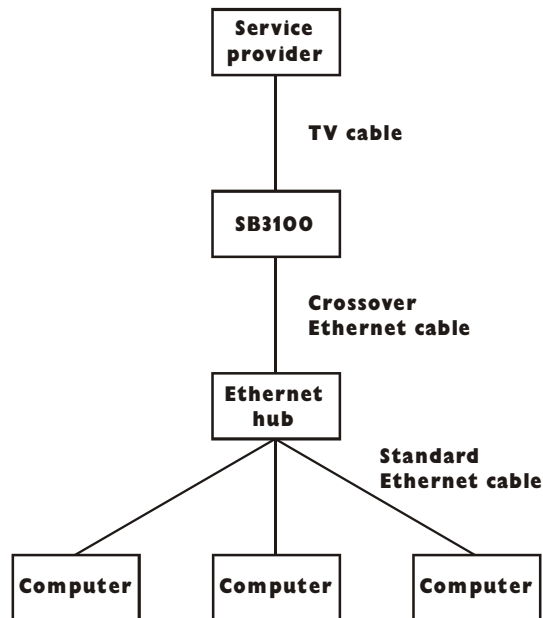 Service
provider
TV cable
SB3100
Crossover
Ethernet cable
Ethernet
hub
Standard
Ethernet cable
Computer
Computer
Computer